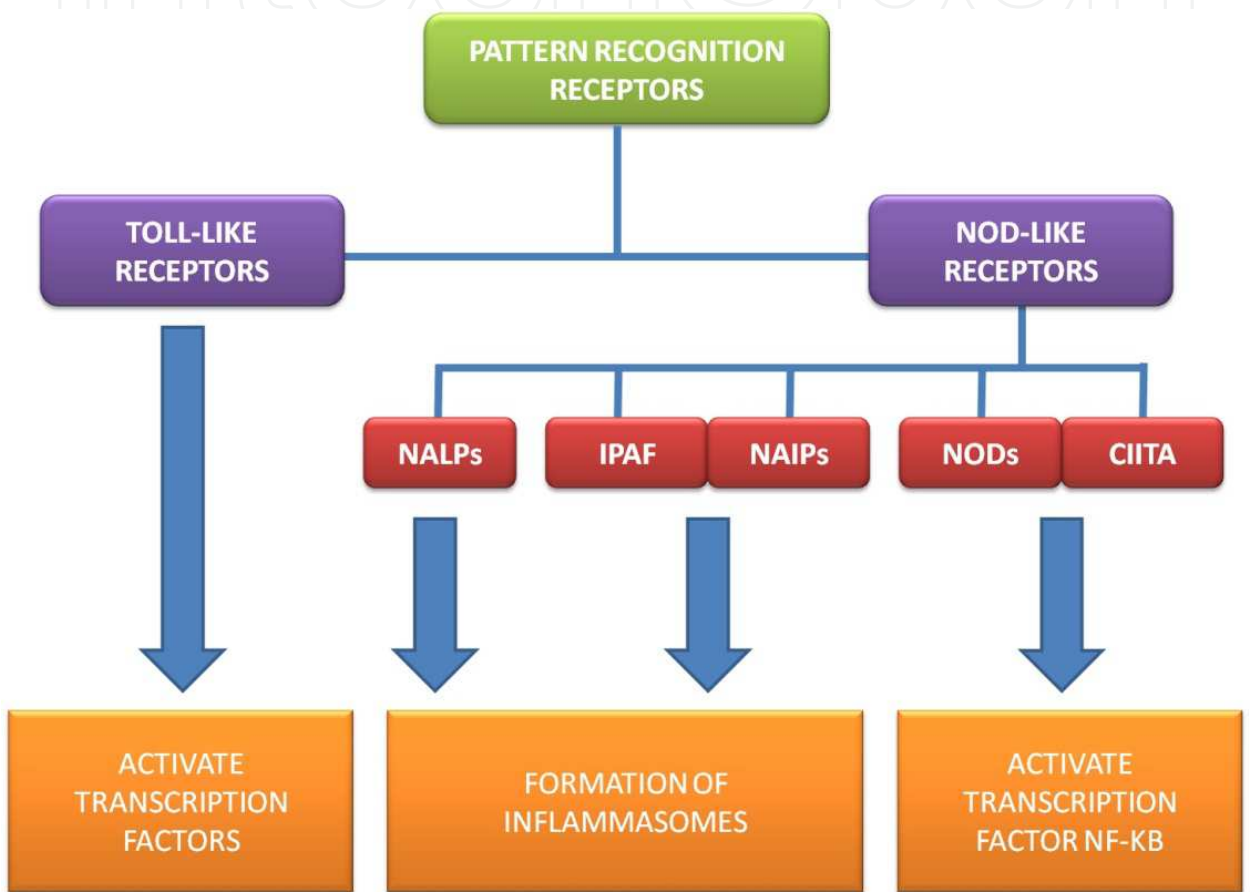 PATTERN RECOGNITION
RECEPTORS
TOLL-LIKE
RECEPTORS
NOD-LIKE
RECEPTORS
NALPs
IPAF
NAIPs
NODs
CIITA
ACTIVATE
TRANSCRIPTION
FACTORS
FORMATION OF
INFLAMMASOMES
ACTIVATE
TRANSCRIPTION
FACTOR NF-KB